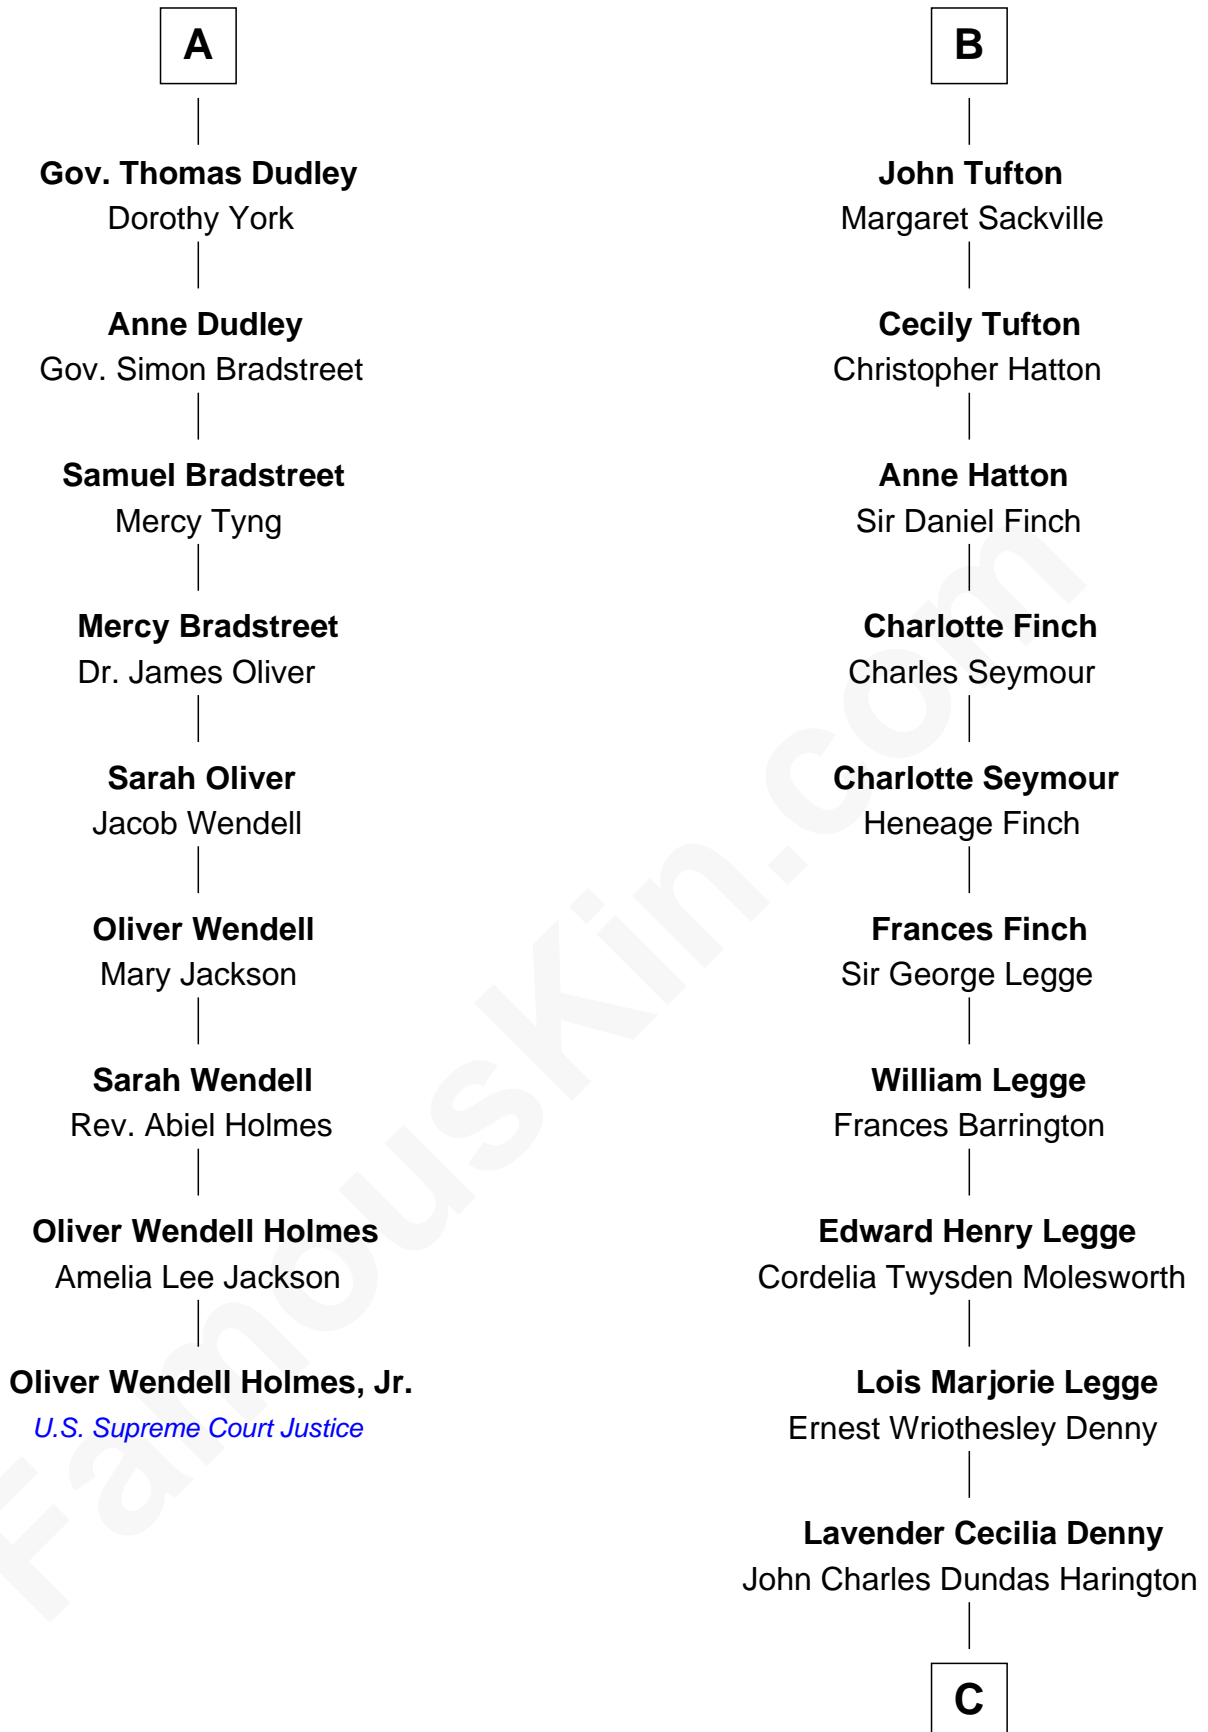 A
Gov. Thomas Dudley
Dorothy York
Anne Dudley
Gov. Simon Bradstreet
Samuel Bradstreet
Mercy Tyng
Mercy Bradstreet
Dr. James Oliver
Sarah Oliver
Jacob Wendell
Oliver Wendell
Mary Jackson
Sarah Wendell
Rev. Abiel Holmes
Oliver Wendell Holmes
Amelia Lee Jackson
Oliver Wendell Holmes, Jr.
U.S. Supreme Court Justice
B
John Tufton
Margaret Sackville
Cecily Tufton
Christopher Hatton
Anne Hatton
Sir Daniel Finch
Charlotte Finch
Charles Seymour
Charlotte Seymour
Heneage Finch
Frances Finch
Sir George Legge
William Legge
Frances Barrington
Edward Henry Legge
Cordelia Twysden Molesworth
Lois Marjorie Legge
Ernest Wriothesley Denny
Lavender Cecilia Denny
John Charles Dundas Harington
C
FamousKin.com